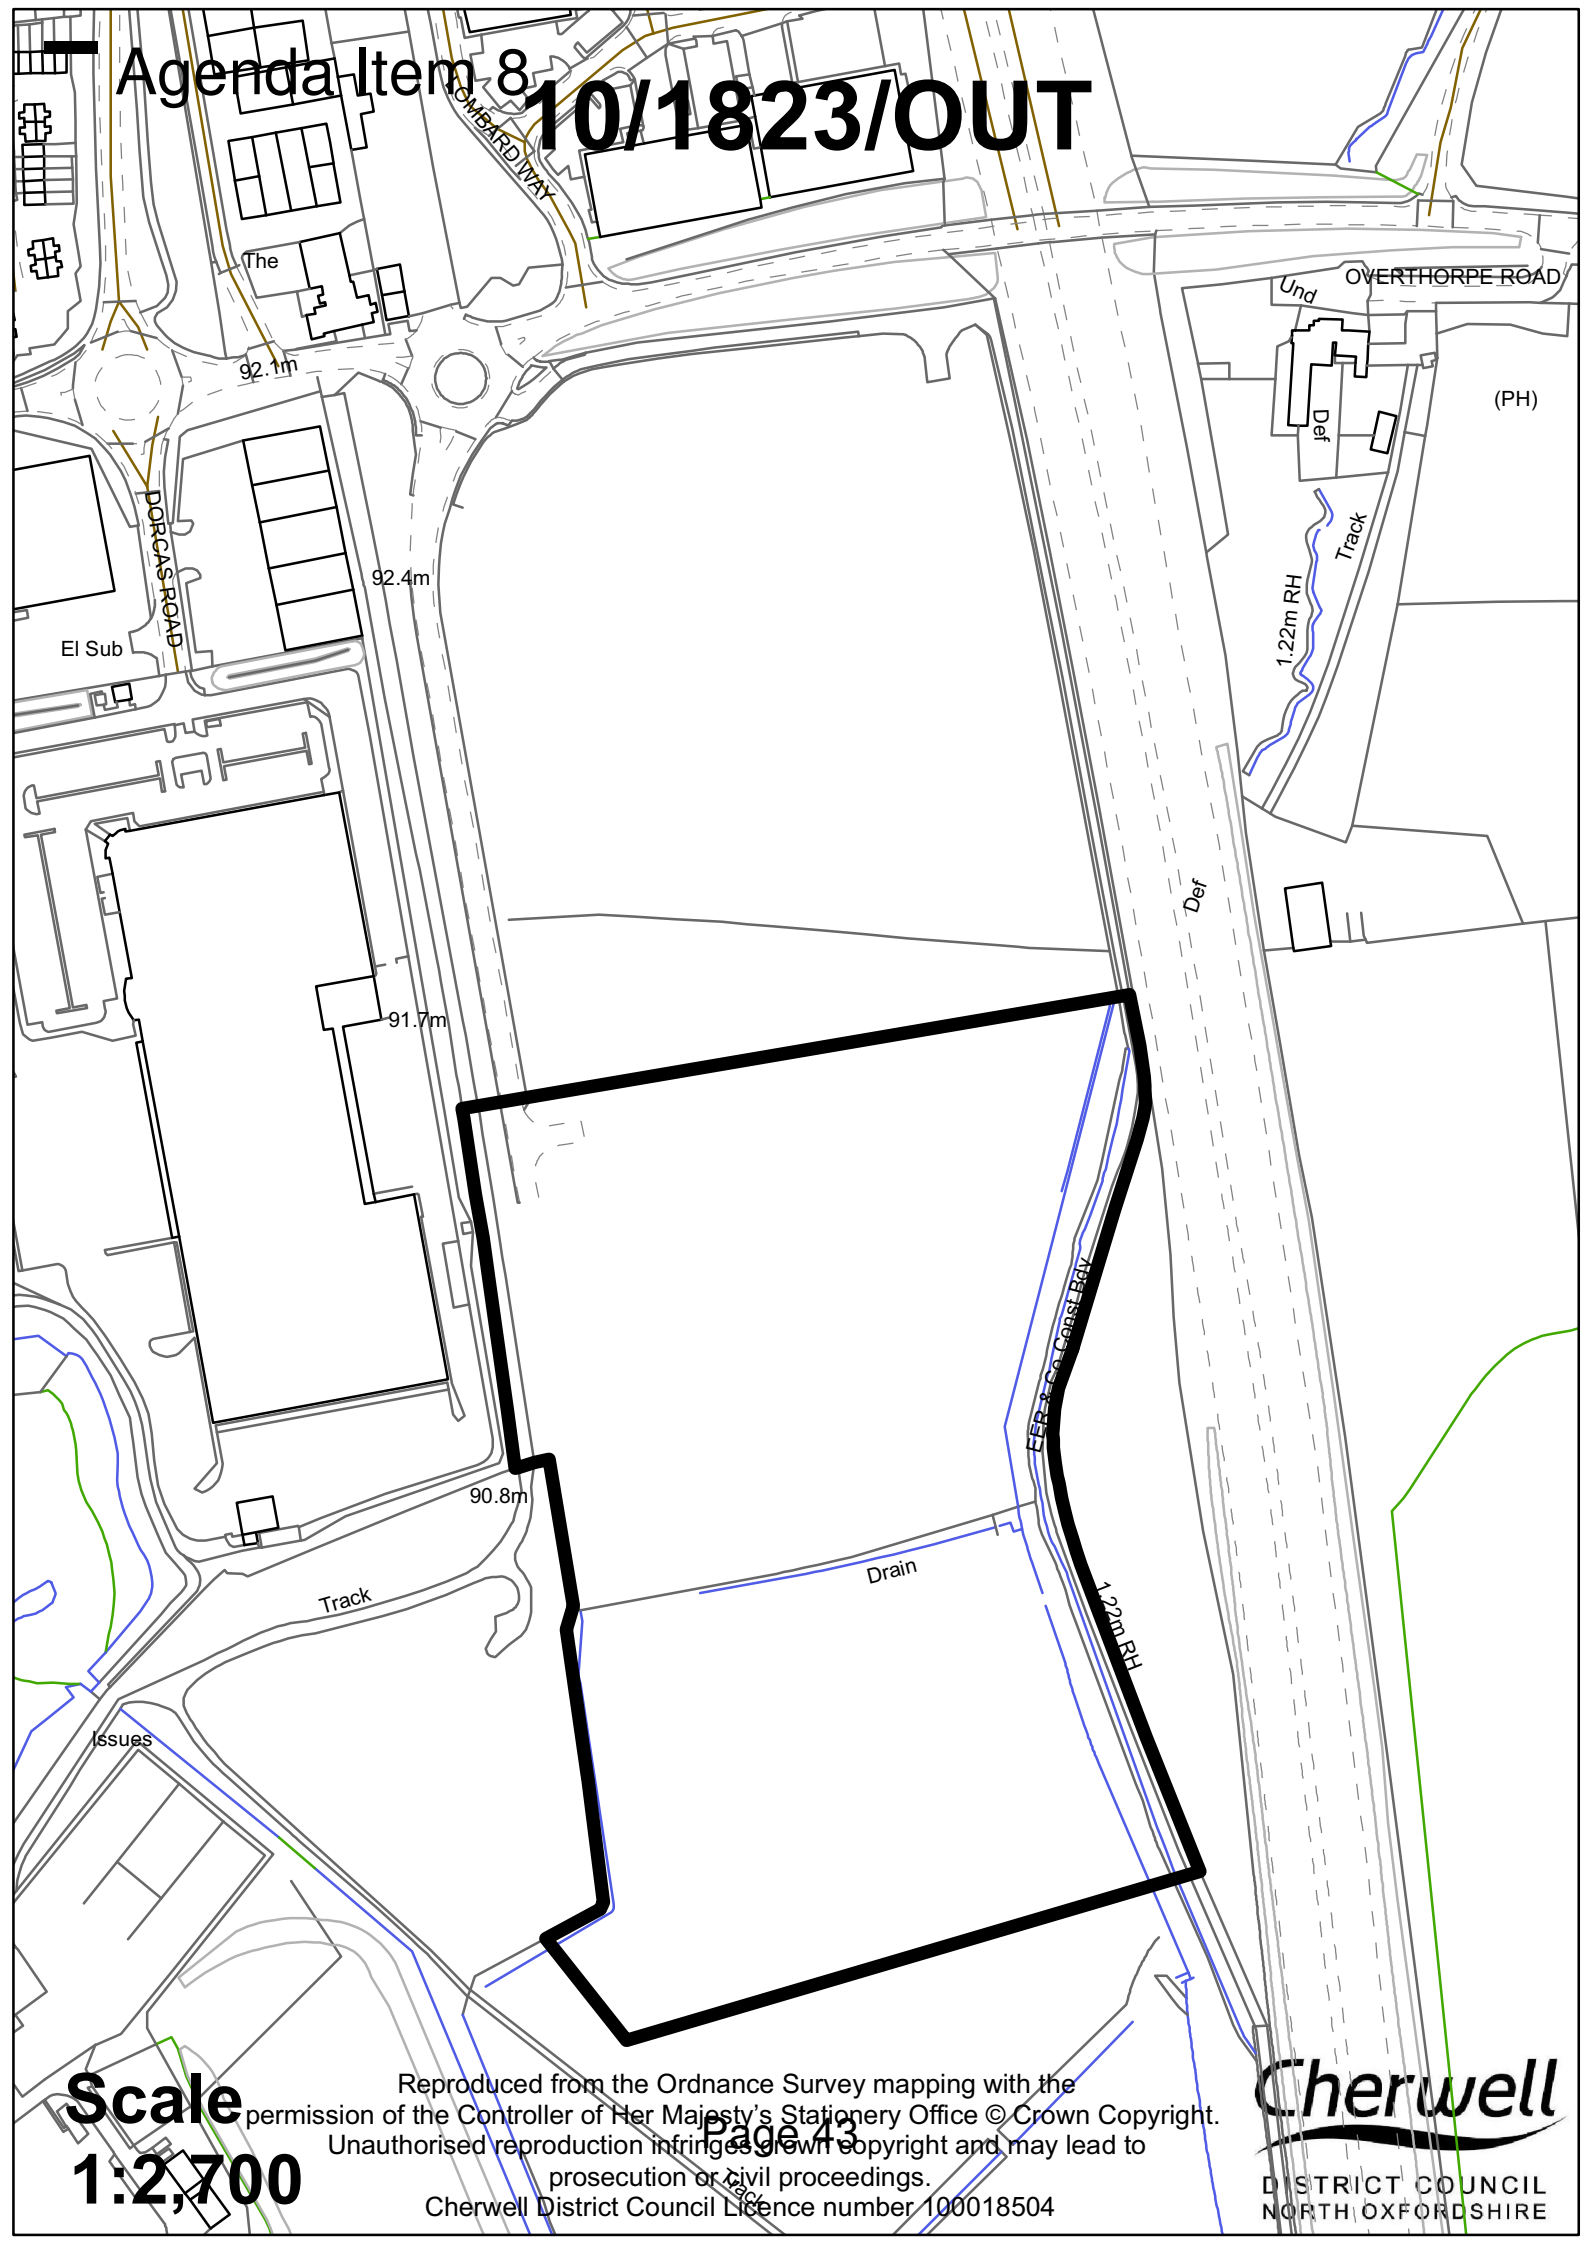 Agenda Item 8
10/1823/OUT
LOMBARD WAY
The
OVERTHORPE ROAD
Und
92.1m
(PH)
Def
DORCAS ROAD
Track
92.4m
1.22m RH
El Sub
Def
91.7m
EER & Co Const Bdy
90.8m
Drain
Track
1.22m RH
Issues
Scale
1:2,700
Reproduced from the Ordnance Survey mapping with the
permission of the Controller of Her Majesty's Stationery Office © Crown Copyright.
Unauthorised reproduction infringes crown copyright and may lead to
prosecution or civil proceedings.
Cherwell District Council Licence number 100018504
Page 43
Track
Cherwell
DISTRICT COUNCIL
NORTH OXFORDSHIRE